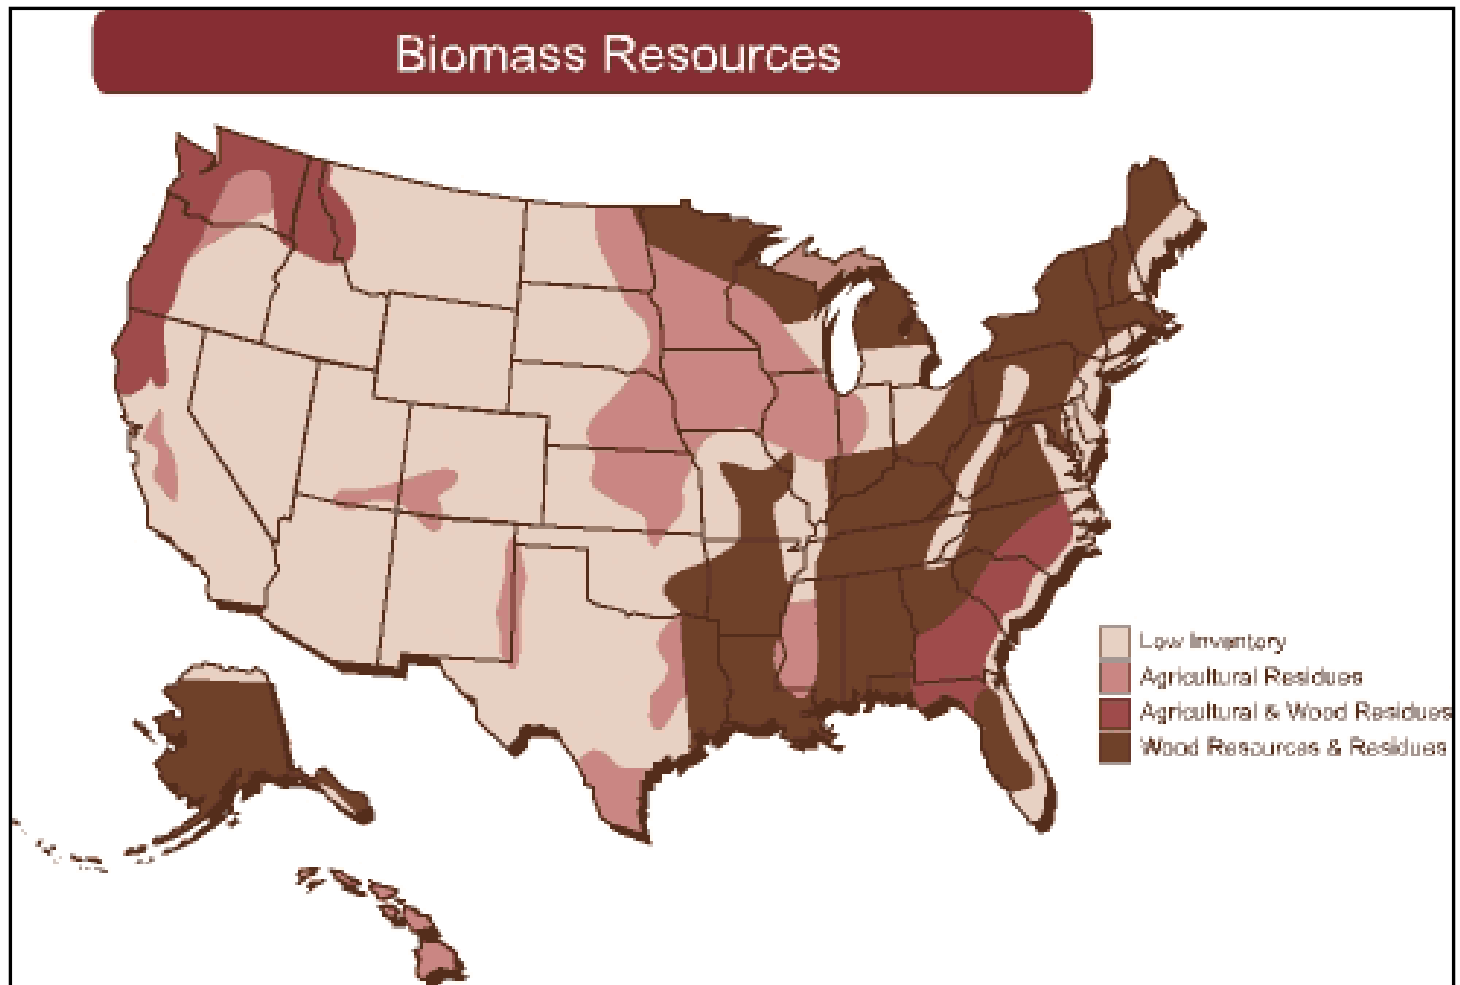 Biomass Resources
Low Inventory
Agricultural Residues
Agricultural & Wood Residues
Wood Resources & Residues